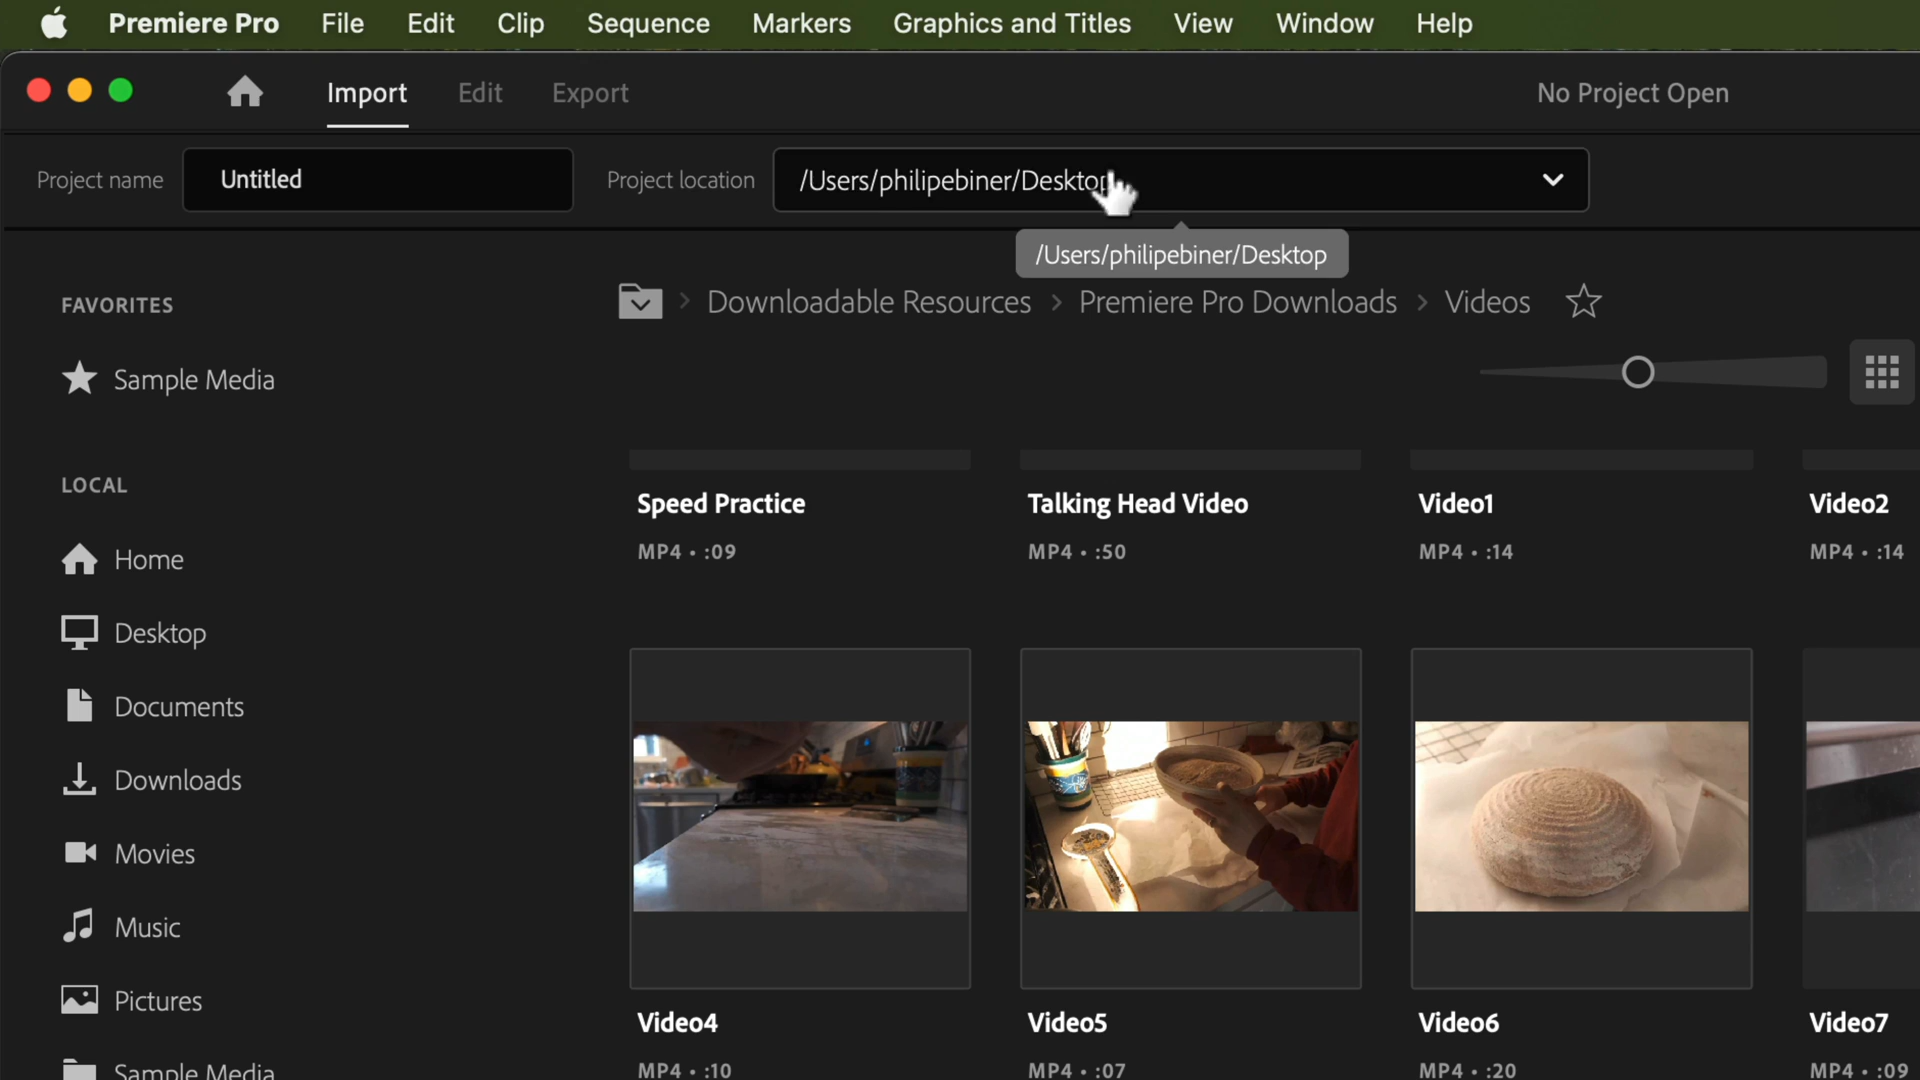 Premiere Pro File Edit Clip Sequence Markers Graphics and Titles View Window Help
Import Edit Export No Project Open
Project name Untitled Project location /Users/philipebiner/Desktop
/Users/philipebiner/Desktop
FAVORITES
Downloadable Resources > Premiere Pro Downloads > Videos
Sample Media
LOCAL
Speed Practice Talking Head Video Video1 Video2
MP4 • :09 MP4 • :50 MP4 • :14 MP4 • :14
Home
Desktop
Documents
Downloads
Movies
Music
Pictures
Video4 Video5 Video6 Video7
Sample Media
MP4 • :10 MP4 • :07 MP4 • :20 MP4 • :09